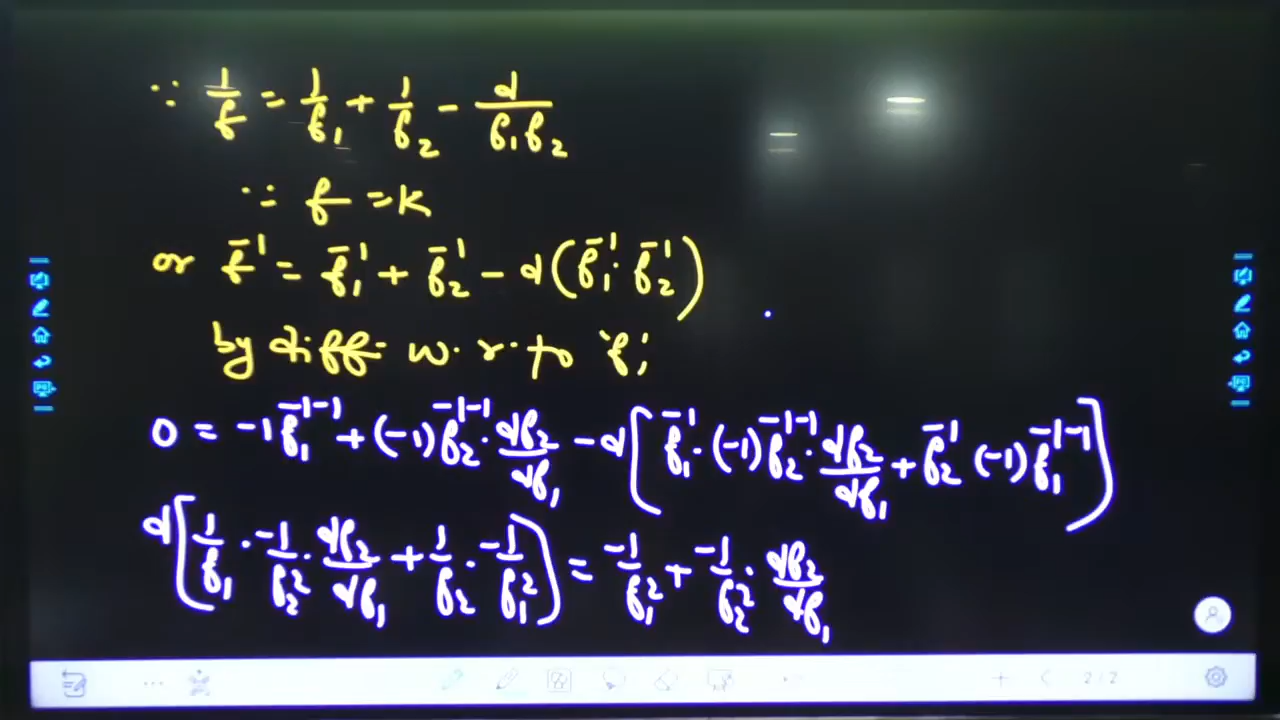 ∵ 1/f = 1/f₁ + 1/f₂ - d/f₁f₂
∵ f = K
or f⁻¹ = f₁⁻¹ + f₂⁻¹ - d(f₁⁻¹ · f₂⁻¹)
by diff w.r.to 'f₁'
0 = -1f₁⁻¹⁻¹ + (-1)f₂⁻¹⁻¹ · df₂/df₁ - d[f₁⁻¹ · (-1)f₂⁻¹⁻¹ · df₂/df₁ + f₂⁻¹ (-1)f₁⁻¹⁻¹]
d[1/f₁ · -1/f₂² · df₂/df₁ + 1/f₂ · -1/f₁²] = -1/f₁² + -1/f₂² · df₂/df₁
2/2